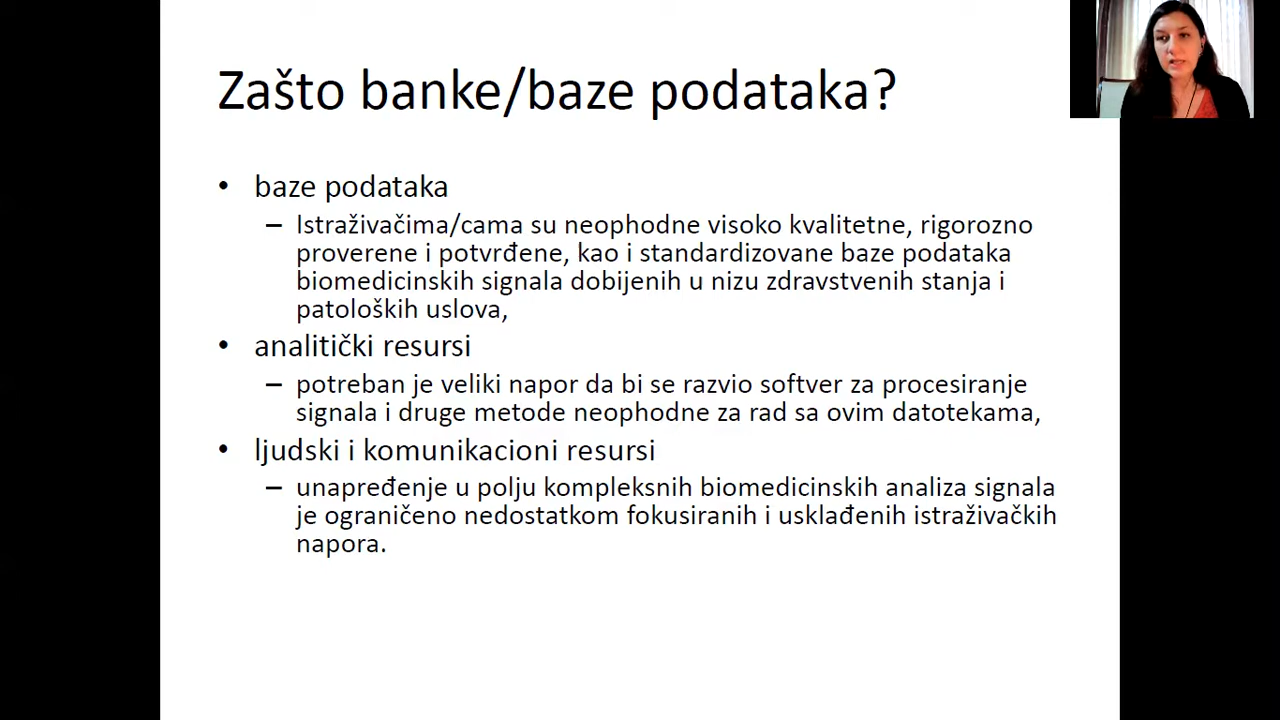 Zašto banke/baze podataka?
• baze podataka
– Istraživačima/cama su neophodne visoko kvalitetne, rigorozno
proverene i potvrđene, kao i standardizovane baze podataka
biomedicinskih signala dobijenih u nizu zdravstvenih stanja i
patoloških uslova,
• analitički resursi
– potreban je veliki napor da bi se razvio softver za procesiranje
signala i druge metode neophodne za rad sa ovim datotekama,
• ljudski i komunikacioni resursi
– unapređenje u polju kompleksnih biomedicinskih analiza signala
je ograničeno nedostatkom fokusiranih i usklađenih istraživačkih
napora.